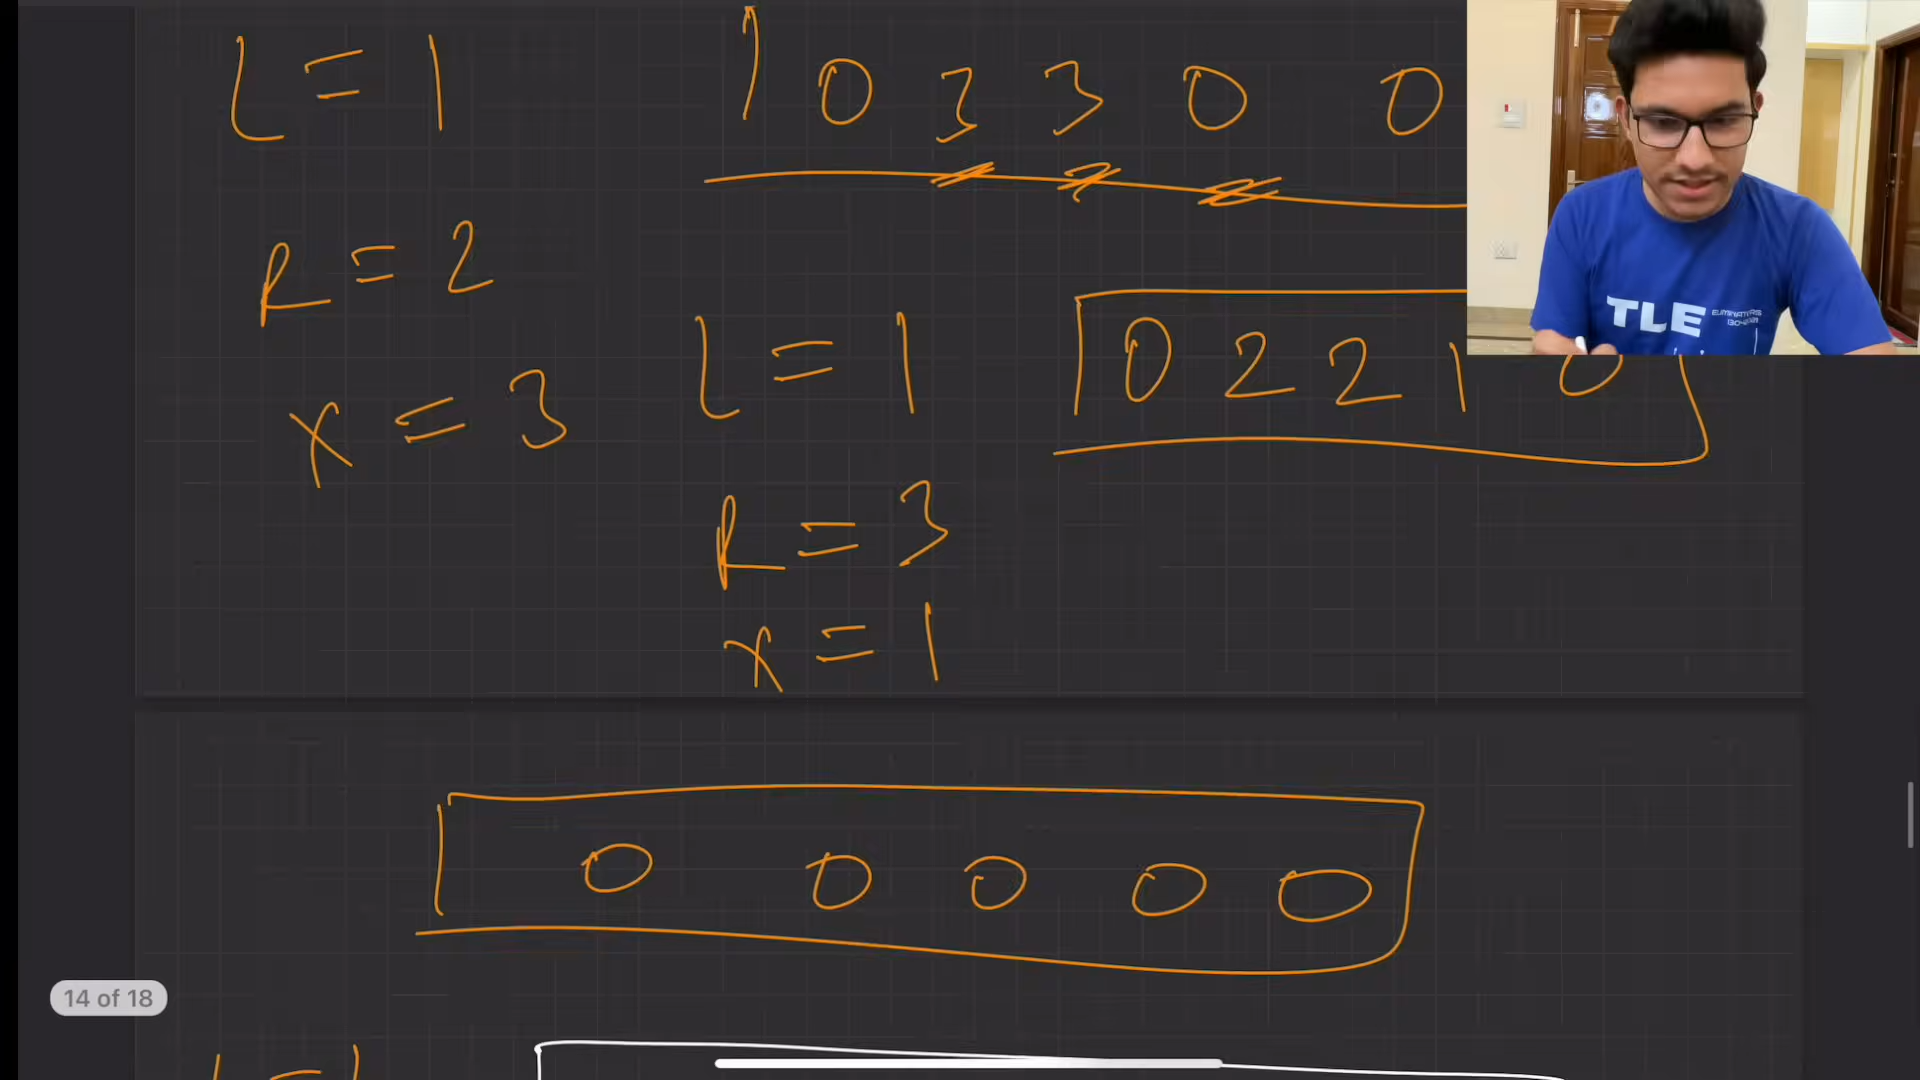 l = 1
0 3 3 0 0
R = 2
x = 3
l = 1
0 2 2 1 0
R = 3
x = 1
0 0 0 0 0
14 of 18
TLE